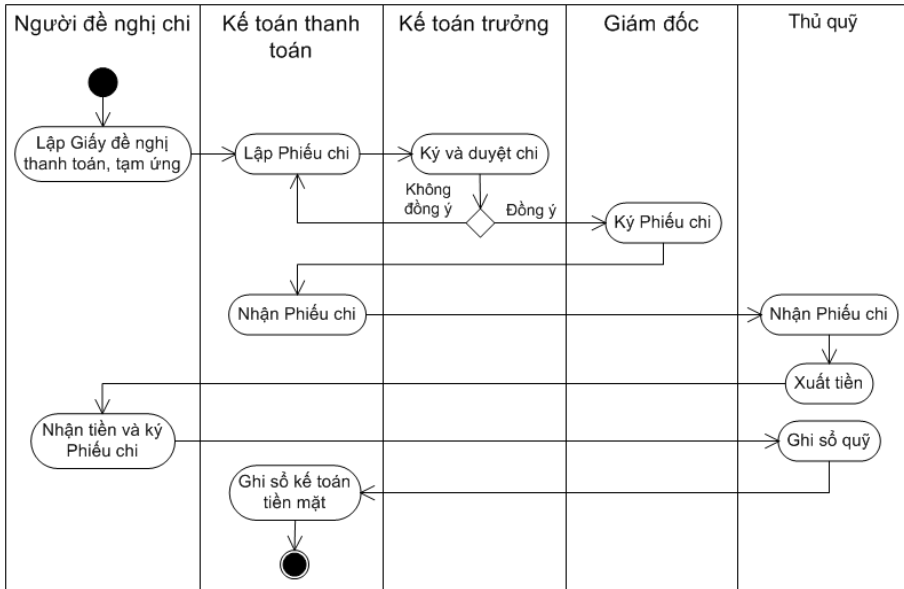 Người đề nghị chi
Kế toán thanh
toán
Kế toán trưởng
Giám đốc
Thủ quỹ
Lập Giấy đề nghị
thanh toán, tạm ứng
Lập Phiếu chi
Ký và duyệt chi
Không
đồng ý
Đồng ý
Ký Phiếu chi
Nhận Phiếu chi
Nhận Phiếu chi
Xuất tiền
Nhận tiền và ký
Phiếu chi
Ghi sổ quỹ
Ghi sổ kế toán
tiền mặt